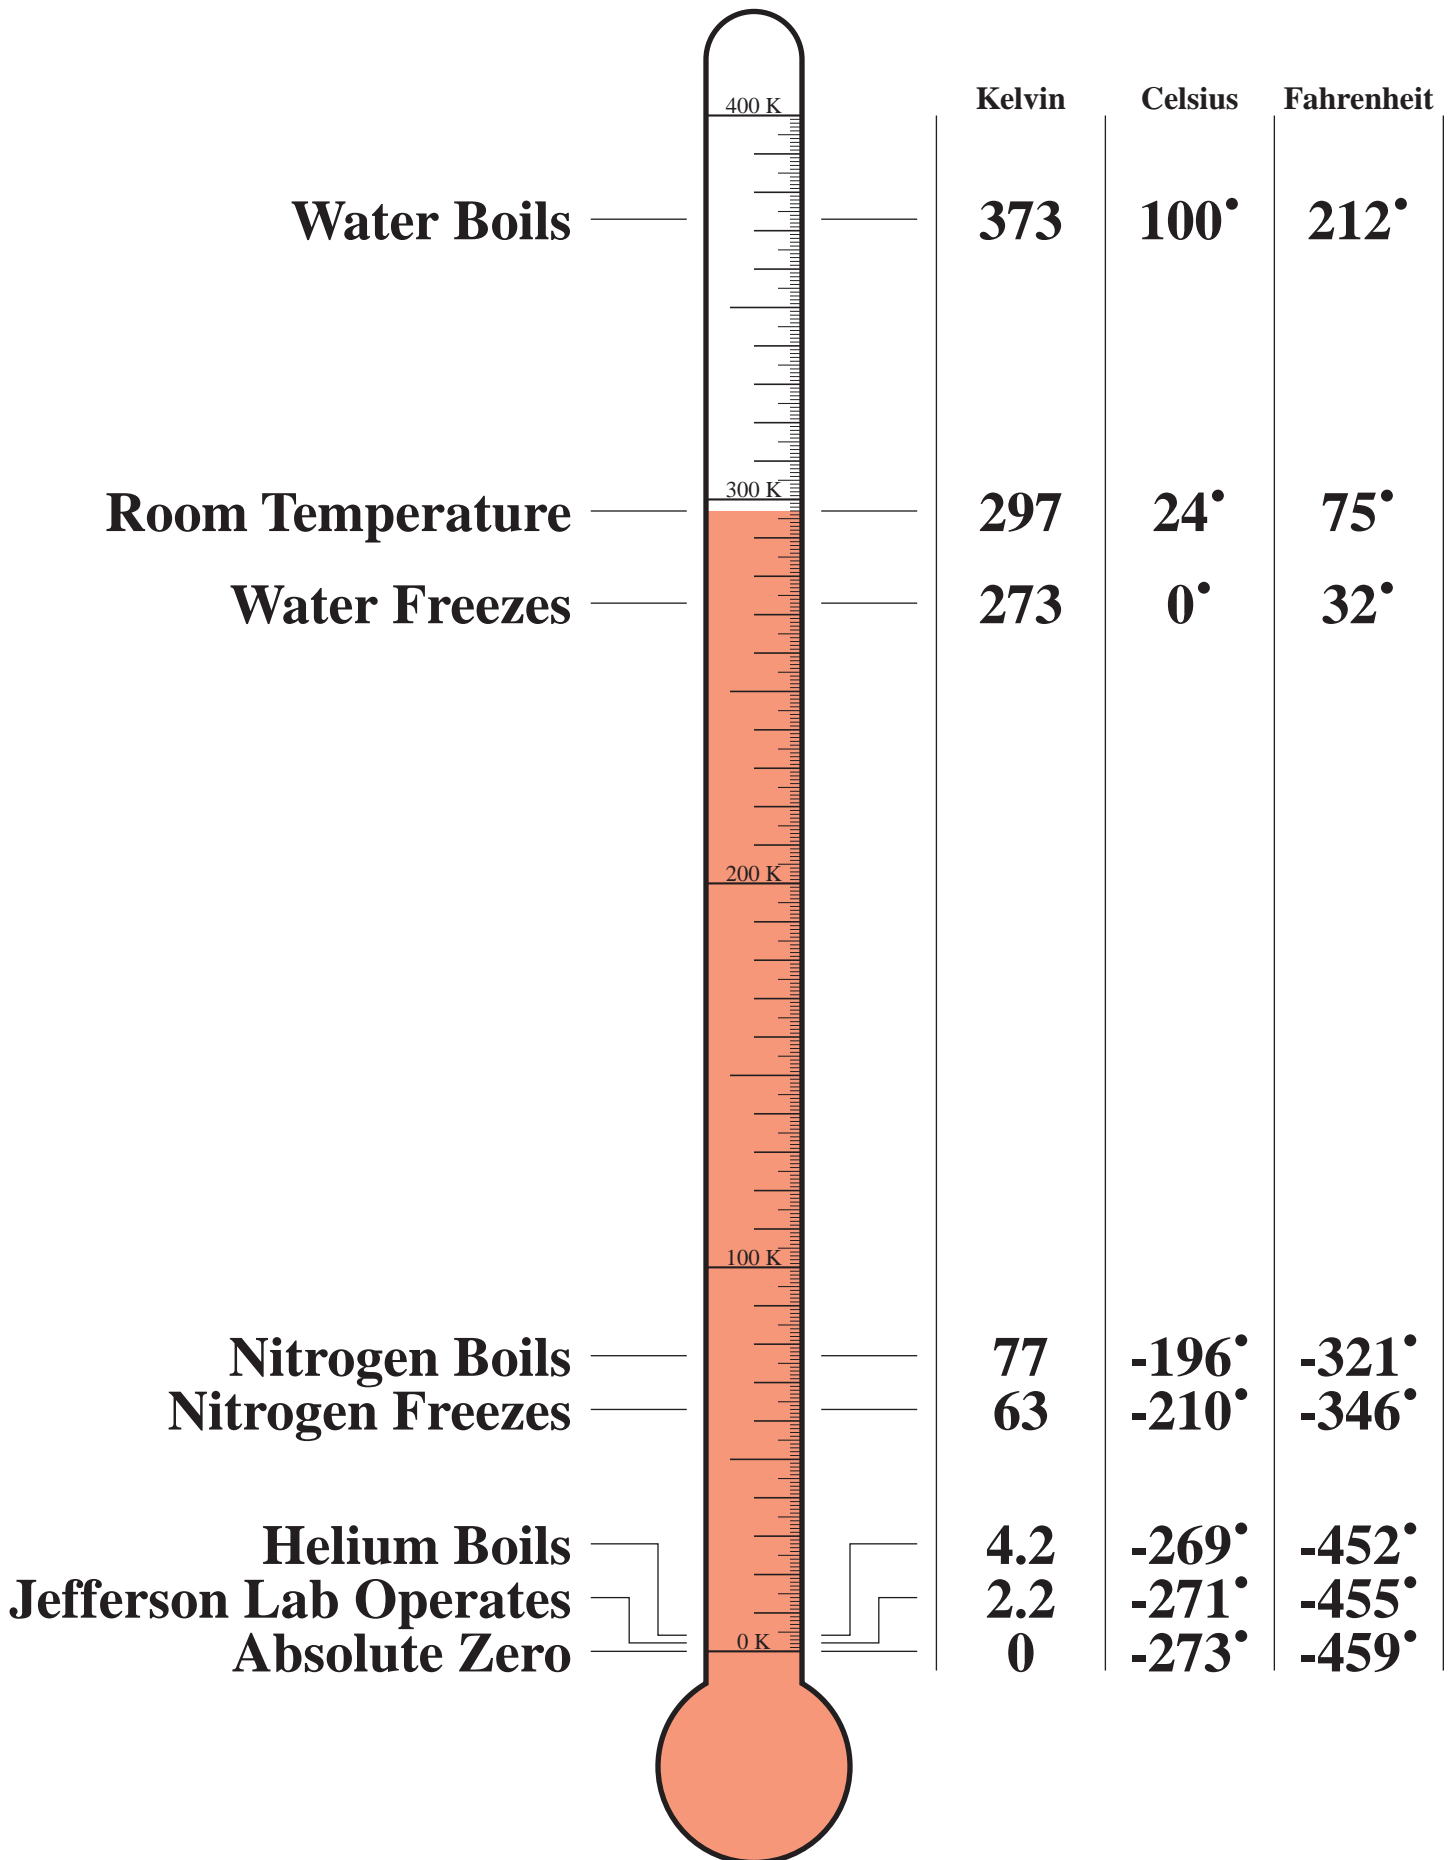 Kelvin Celsius Fahrenheit
400 K
Water Boils 373 100• 212•
300 K
Room Temperature 297 24• 75•
Water Freezes 273 0• 32•
200 K
100 K
Nitrogen Boils 77 -196• -321•
Nitrogen Freezes 63 -210• -346•
Helium Boils 4.2 -269• -452•
Jefferson Lab Operates 2.2 -271• -455•
0 K
Absolute Zero 0 -273• -459•